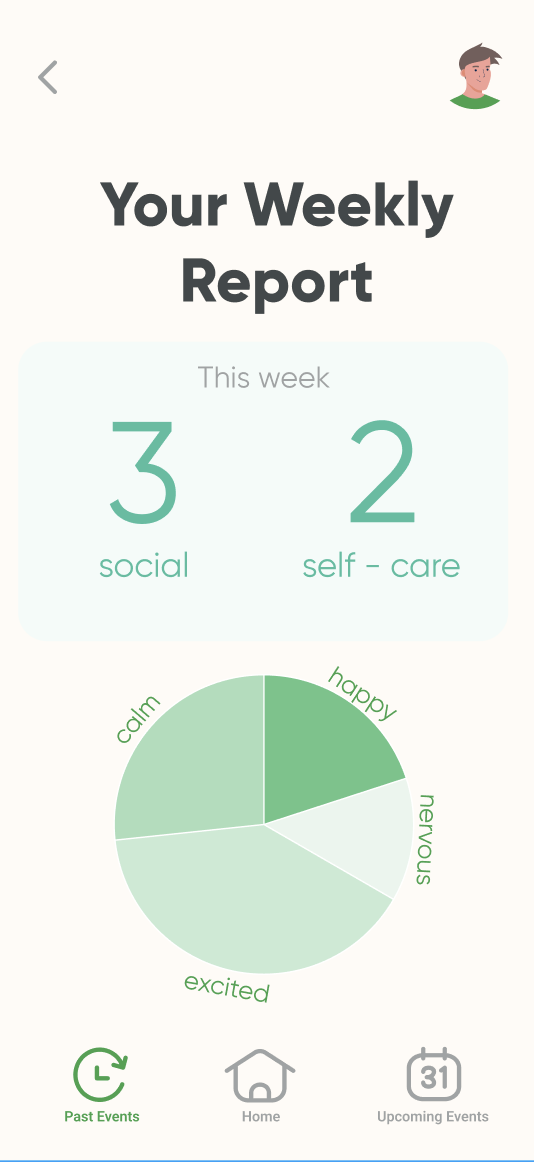 Your Weekly
Report
This week
3 2
social self - care
calm
happy
nervous
excited
31
Past Events Home Upcoming Events